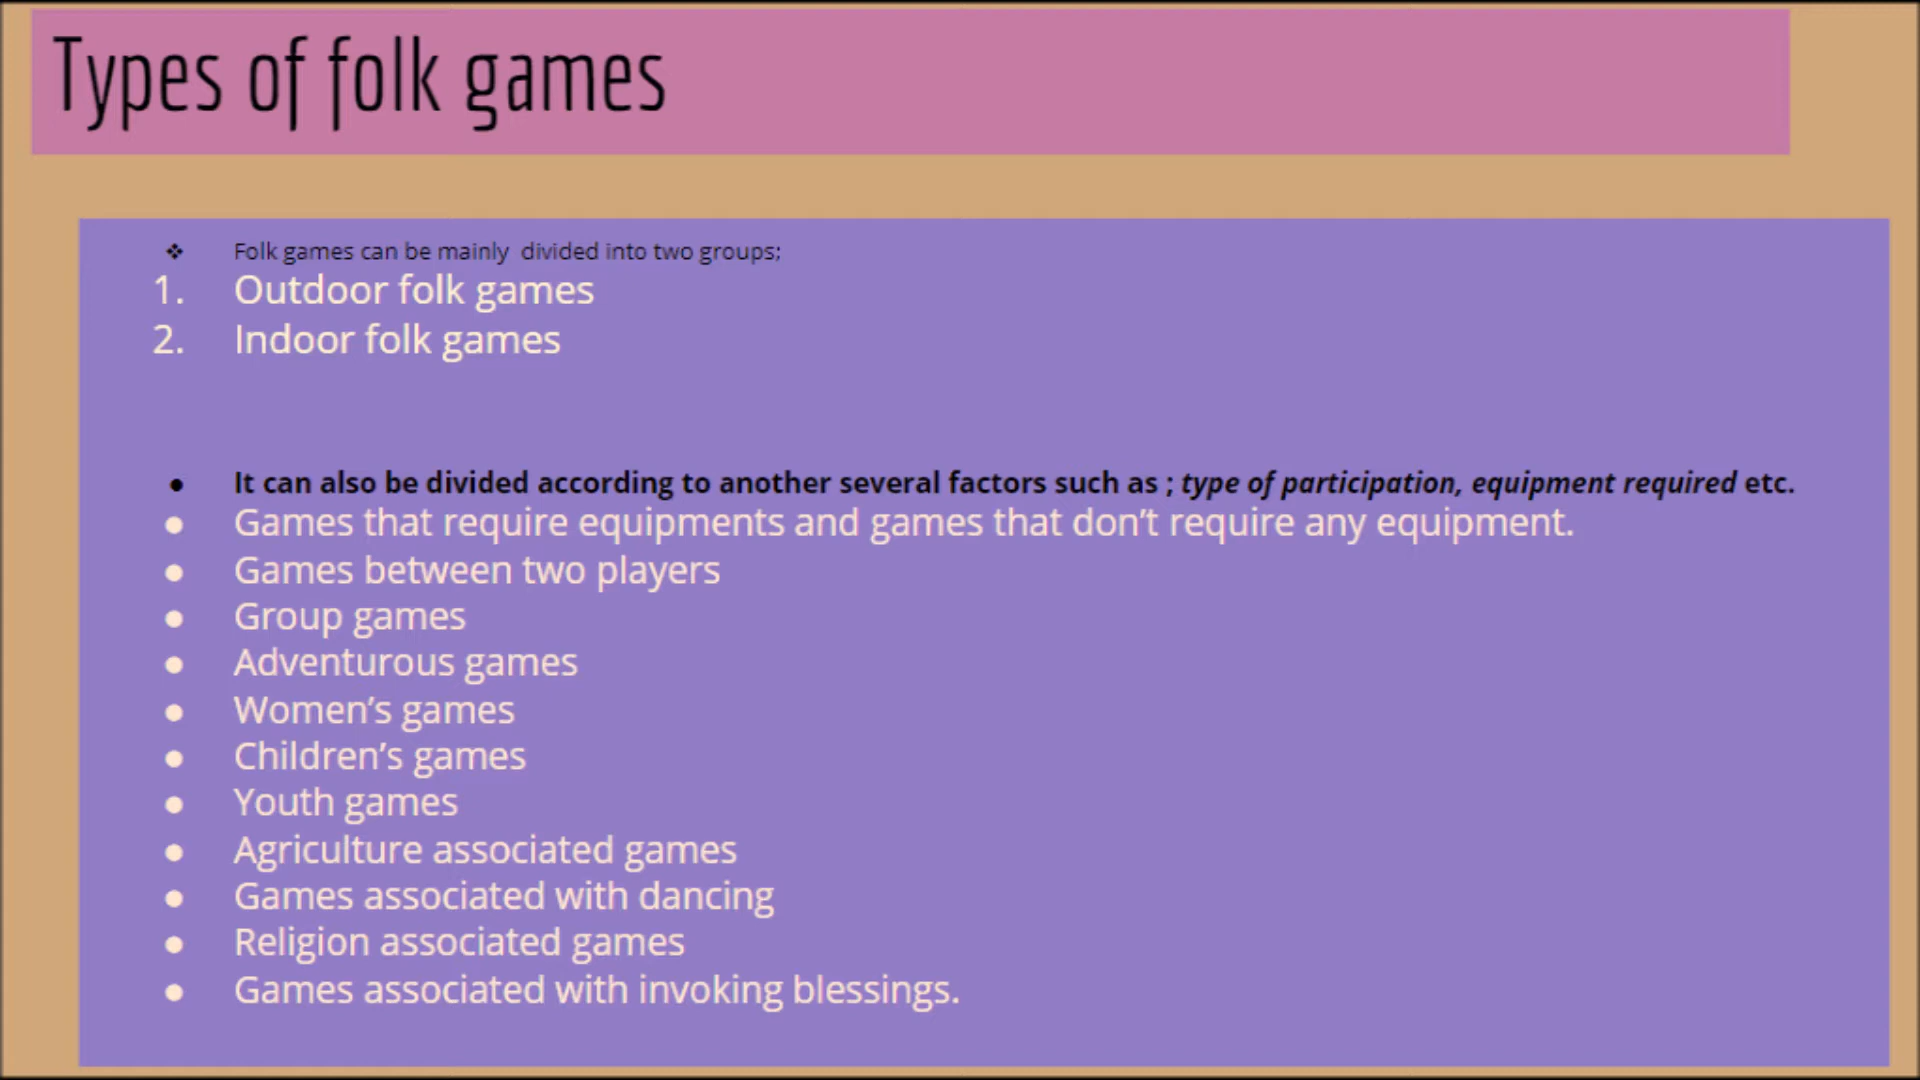 Types of folk games
❖ Folk games can be mainly divided into two groups;
1. Outdoor folk games
2. Indoor folk games
● It can also be divided according to another several factors such as ; type of participation, equipment required etc.
● Games that require equipments and games that don’t require any equipment.
● Games between two players
● Group games
● Adventurous games
● Women’s games
● Children’s games
● Youth games
● Agriculture associated games
● Games associated with dancing
● Religion associated games
● Games associated with invoking blessings.